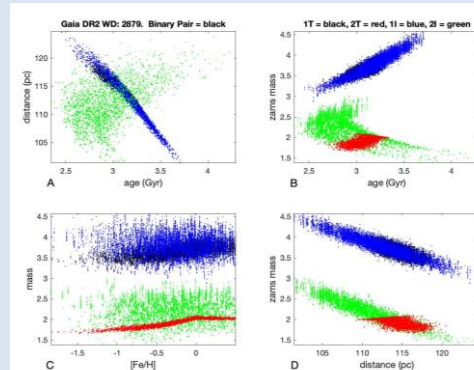 Gaia DR2 WD: 2879. Binary Pair = black
1T = black, 2T = red, 1I = blue, 2I = green
distance (pc)
120
115
110
105
2.5
3
3.5
4
A
age (Gyr)
zams mass
4.5
4
3.5
3
2.5
2
1.5
2.5
3
3.5
4
B
age (Gyr)
mass
4.5
4
3.5
3
2.5
2
1.5
-1.5
-1
-0.5
0
C
[Fe/H]
zams mass
4.5
4
3.5
3
2.5
2
1.5
105
110
115
120
D
distance (pc)